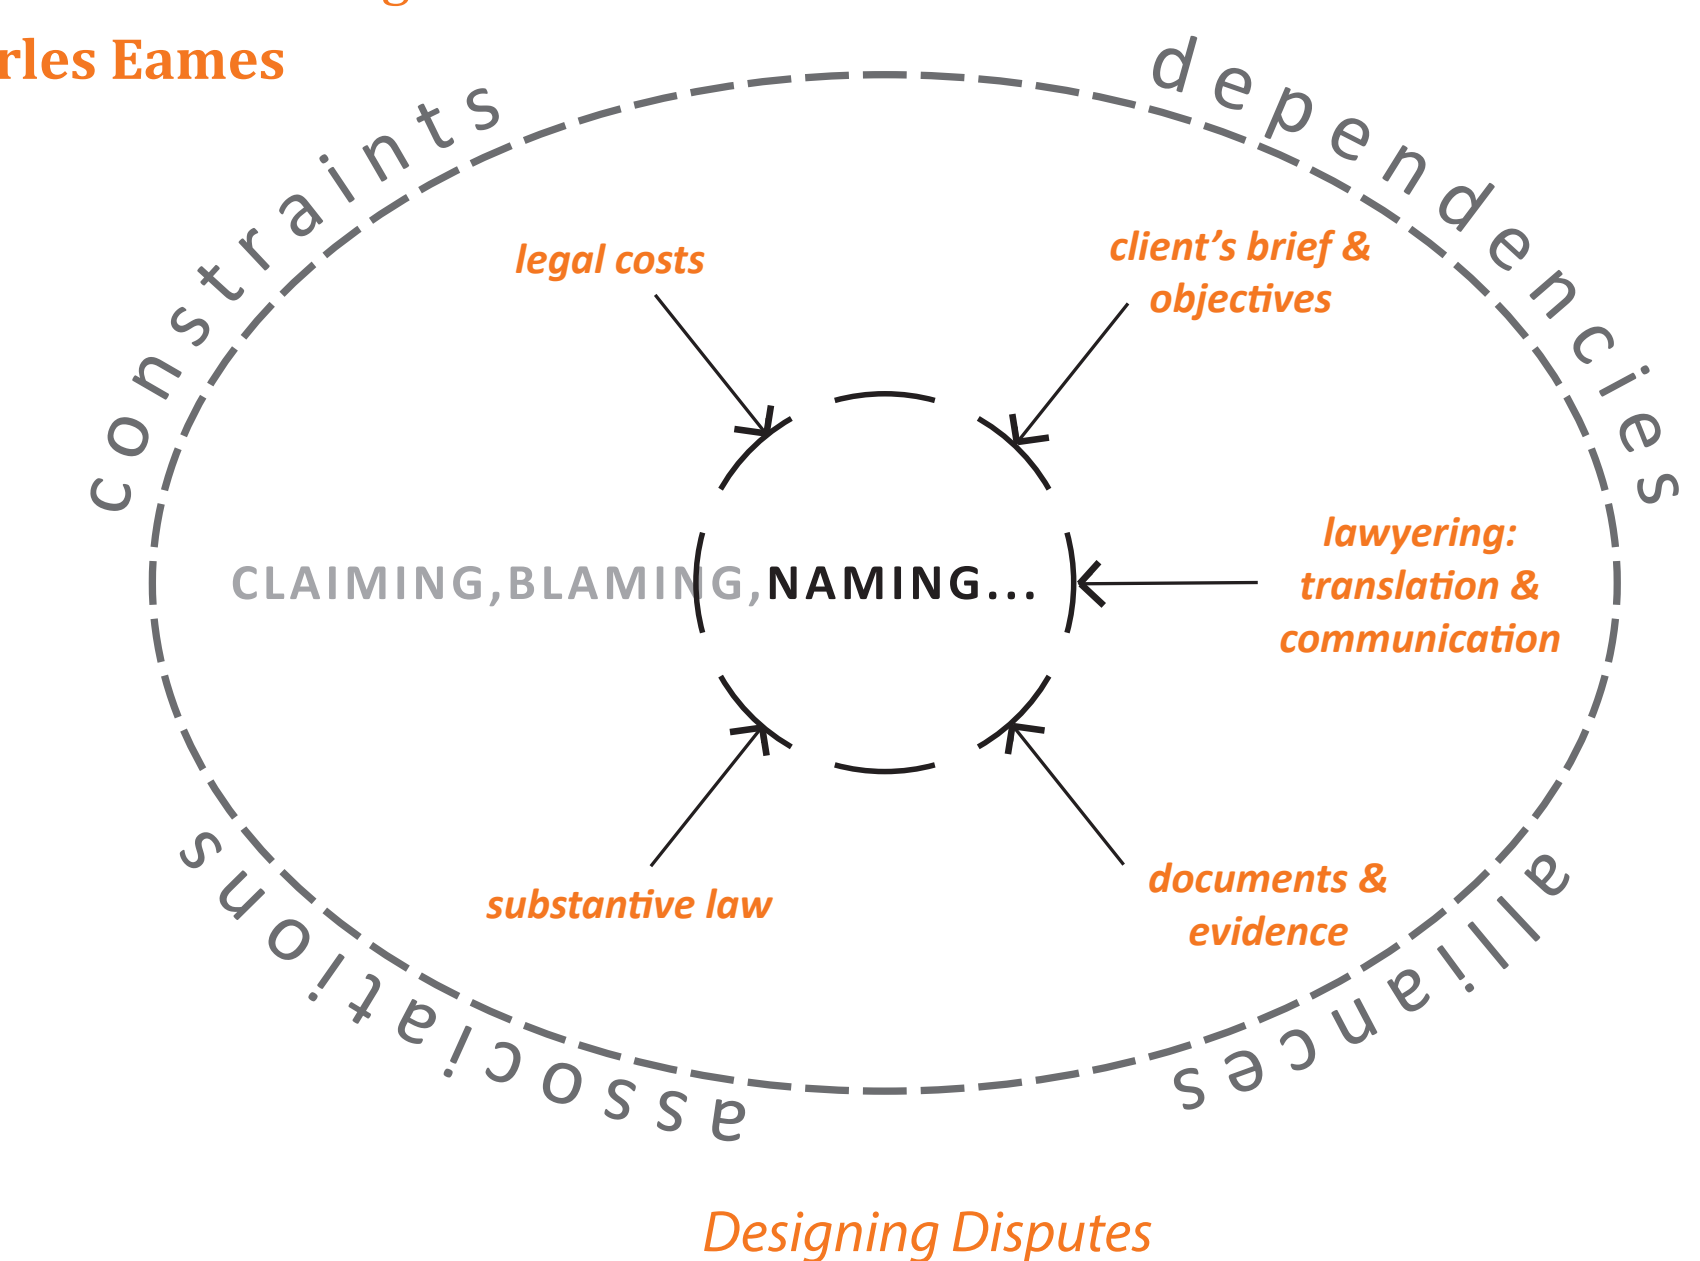 rles Eames
constraints
dependencies
legal costs
client’s brief &
objectives
lawyering:
translation &
communication
CLAIMING,BLAMING,NAMING...
substantive law
documents &
evidence
associations
alliances
Designing Disputes